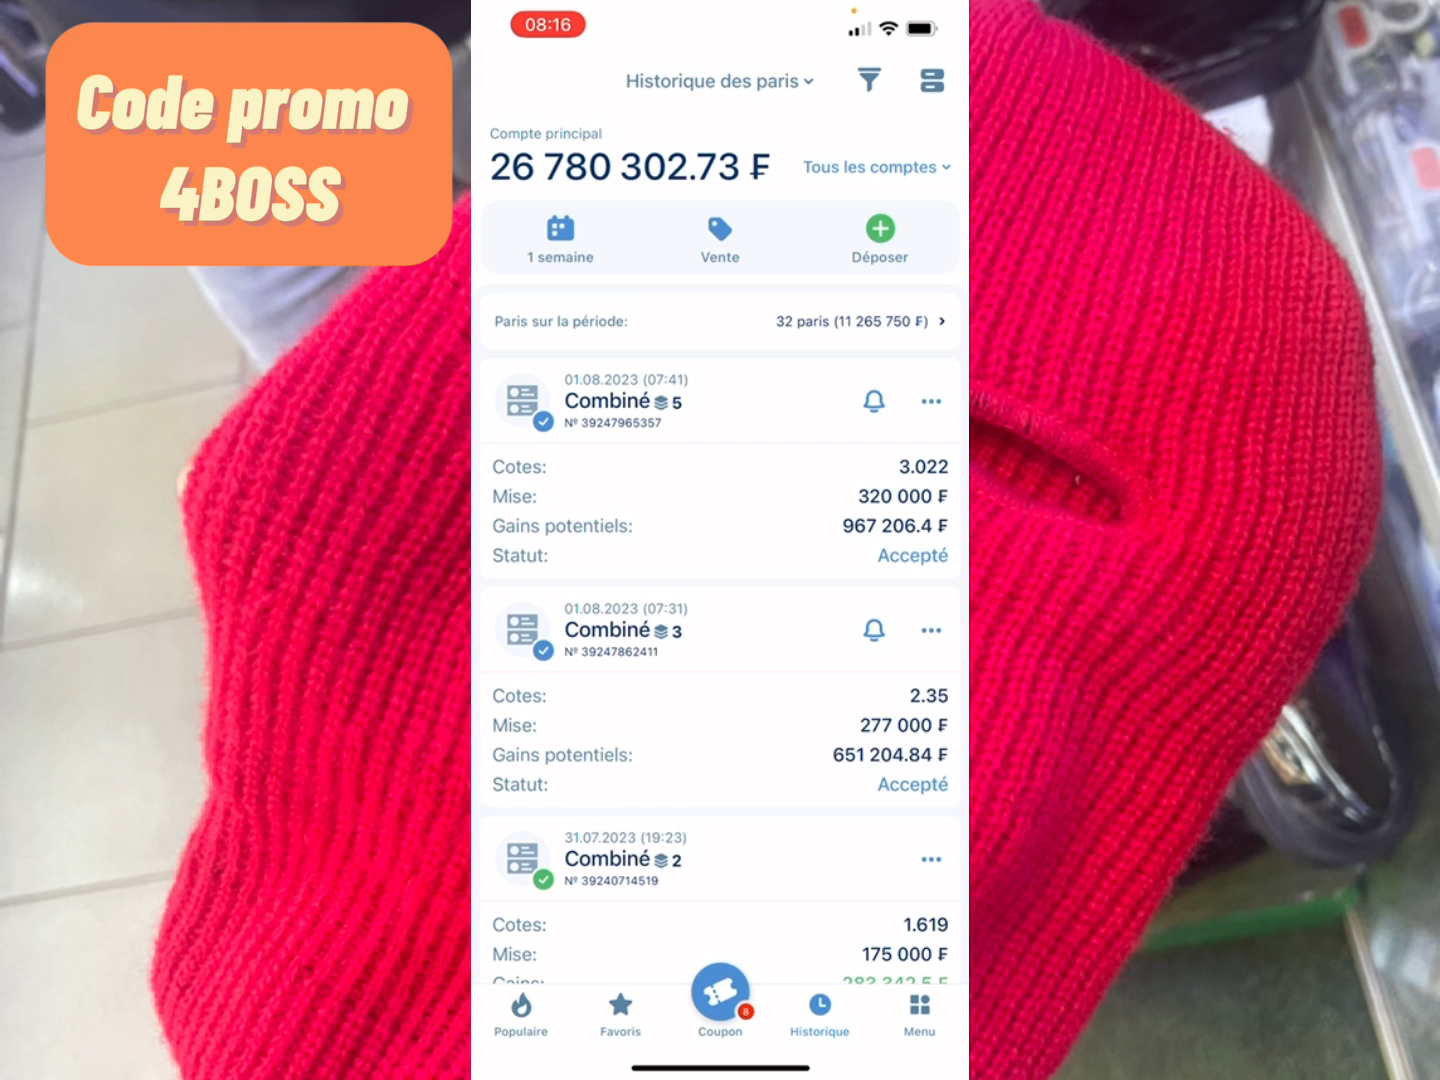 Code promo
4BOSS
08:16
Historique des paris
Compte principal
26 780 302.73 ₣
Tous les comptes
1 semaine
Vente
Déposer
Paris sur la période:
32 paris (11 265 750 ₣)
01.08.2023 (07:41)
Combiné 5
Nº 39247965357
Cotes: 3.022
Mise: 320 000 ₣
Gains potentiels: 967 206.4 ₣
Statut: Accepté
01.08.2023 (07:31)
Combiné 3
Nº 39247862411
Cotes: 2.35
Mise: 277 000 ₣
Gains potentiels: 651 204.84 ₣
Statut: Accepté
31.07.2023 (19:23)
Combiné 2
Nº 39240714519
Cotes: 1.619
Mise: 175 000 ₣
Gains: 283 342.5 ₣
8
Populaire
Favoris
Coupon
Historique
Menu